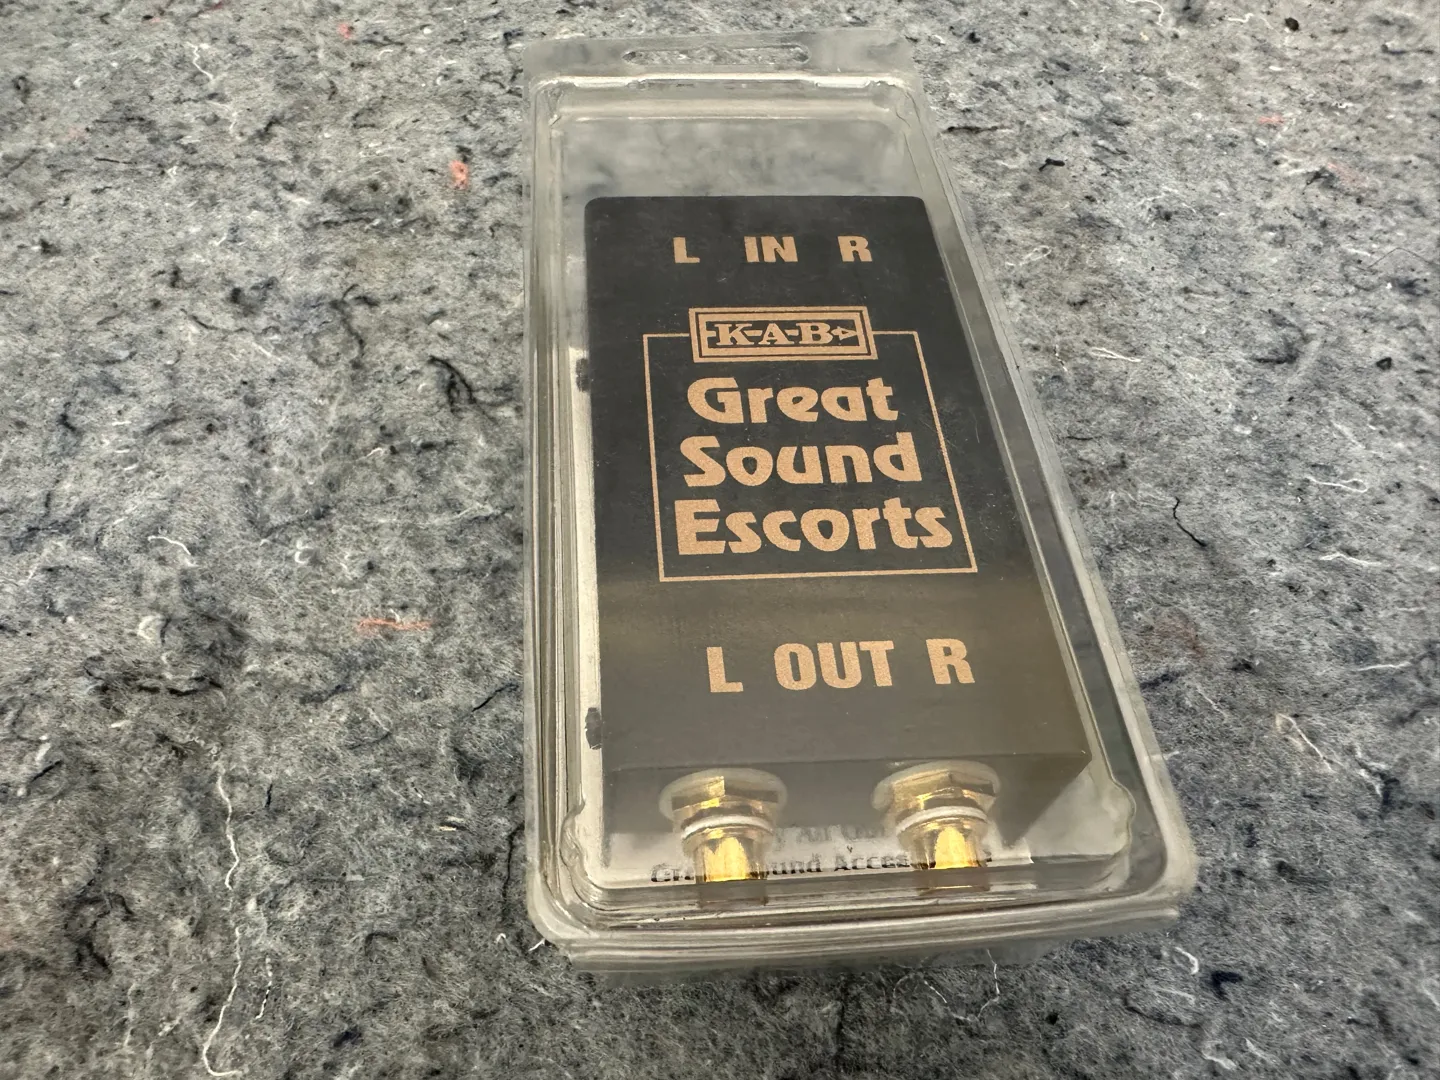 L IN R
K-A-B
Great
Sound
Escorts
L OUT R